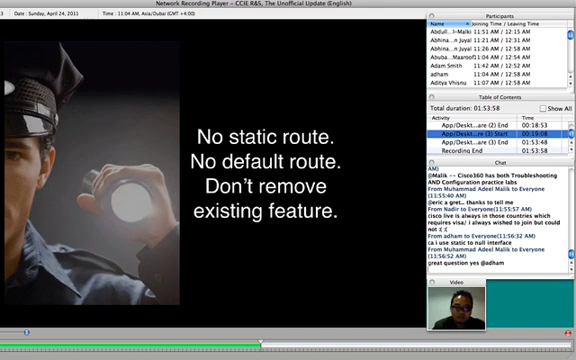 Network Recording Player – CCIE R&S, The Unofficial Update (English)
Date : Sunday, April 24, 2011
Time : 11:04 AM, Asia/Dubai (GMT +4:00)
No static route.
No default route.
Don't remove
existing feature.
Participants
Name Joining Time / Leaving Time
Abdull...l-Malki 11:51 AM / 12:15 AM
Abhina...n Juyal 11:21 AM / 12:31 AM
Abhina...n Juyal 11:26 AM / 12:58 AM
Abuba...Maaroof 11:26 AM / 12:58 AM
Adam Smith 11:42 AM / 12:52 AM
adham 11:14 AM / 12:58 AM
Aditya Vhisnu 11:07 AM / 12:58 AM
Table of Contents
Total duration: 01:53:58
Show All
Activity Time
App/Deskt...are (2) End 00:18:53
App/Deskt...re (3) Start 00:19:08
App/Deskt...are (3) End 01:53:48
Recording End 01:53:58
Chat
AM)
@Malik -- Cisco360 has both Troubleshooting
AND Configuration practice labs
From Muhammad Adeel Malik to Everyone
(11:55:40 AM)
@eric a gret... thanks to tell me
From Nadir to Everyone(11:55:57 AM)
cisco live is always in those countries which
requires visa/ i always wished to join but could
not :( :(
From adham to Everyone(11:56:32 AM)
ca i use static to null interface
From Muhammad Adeel Malik to Everyone
(11:56:52 AM)
great question yes @adham
Video